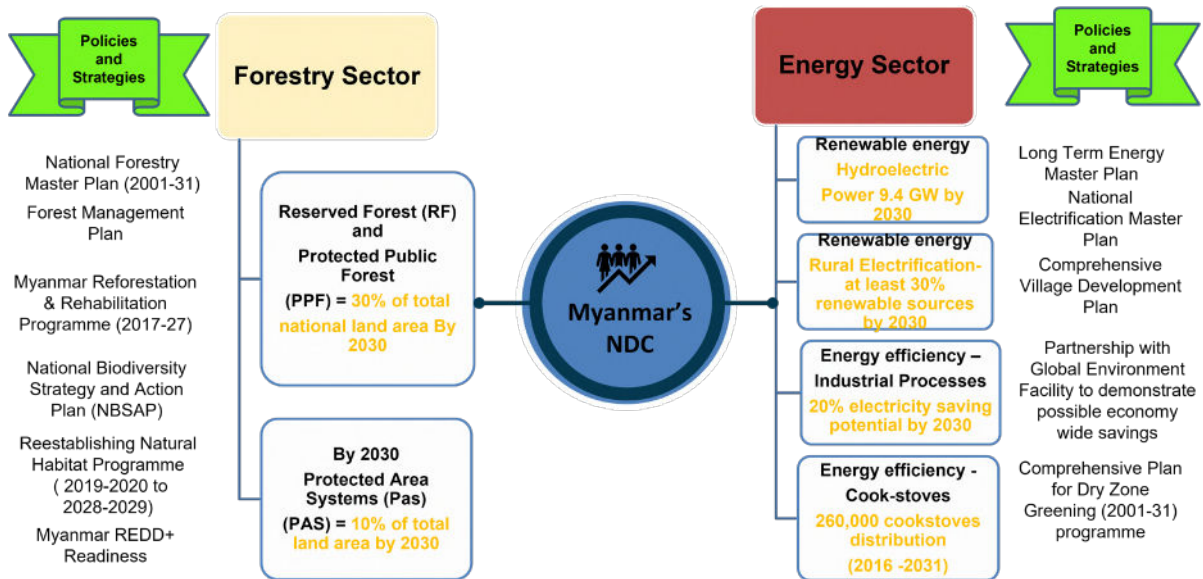 Policies
and
Strategies
Forestry Sector
National Forestry
Master Plan (2001-31)
Forest Management
Plan
Myanmar Reforestation
& Rehabilitation
Programme (2017-27)
National Biodiversity
Strategy and Action
Plan (NBSAP)
Reestablishing Natural
Habitat Programme
( 2019-2020 to
2028-2029)
Myanmar REDD+
Readiness
Reserved Forest (RF)
and
Protected Public
Forest
(PPF) = 30% of total
national land area By
2030
By 2030
Protected Area
Systems (Pas)
(PAS) = 10% of total
land area by 2030
Myanmar's
NDC
Energy Sector
Renewable energy
Hydroelectric
Power 9.4 GW by
2030
Renewable energy
Rural Electrification-
at least 30%
renewable sources
by 2030
Energy efficiency –
Industrial Processes
20% electricity saving
potential by 2030
Energy efficiency -
Cook-stoves
260,000 cookstoves
distribution
(2016 -2031)
Policies
and
Strategies
Long Term Energy
Master Plan
National
Electrification Master
Plan
Comprehensive
Village Development
Plan
Partnership with
Global Environment
Facility to demonstrate
possible economy
wide savings
Comprehensive Plan
for Dry Zone
Greening (2001-31)
programme